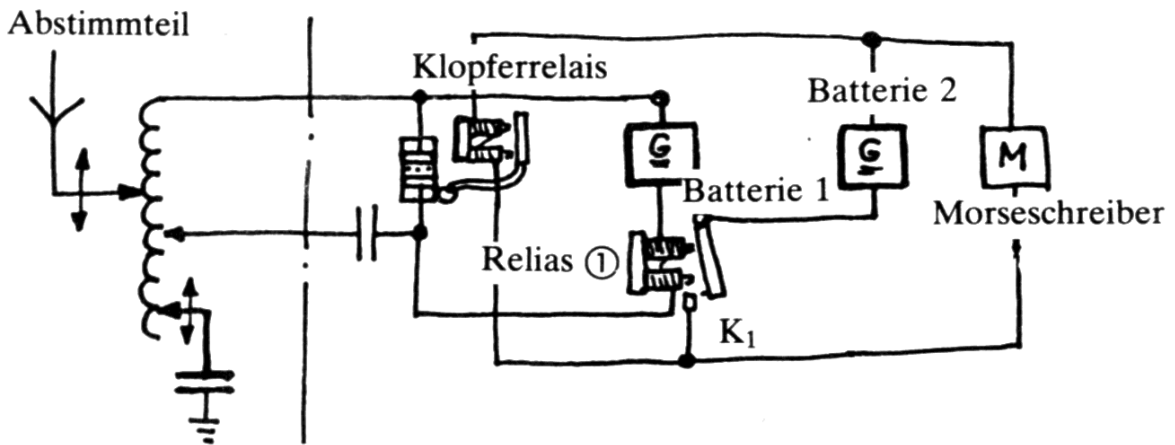 Abstimmteil
Klopferrelais
Batterie 2
G
G
M
Batterie 1
Morseschreiber
Relias ①
K₁